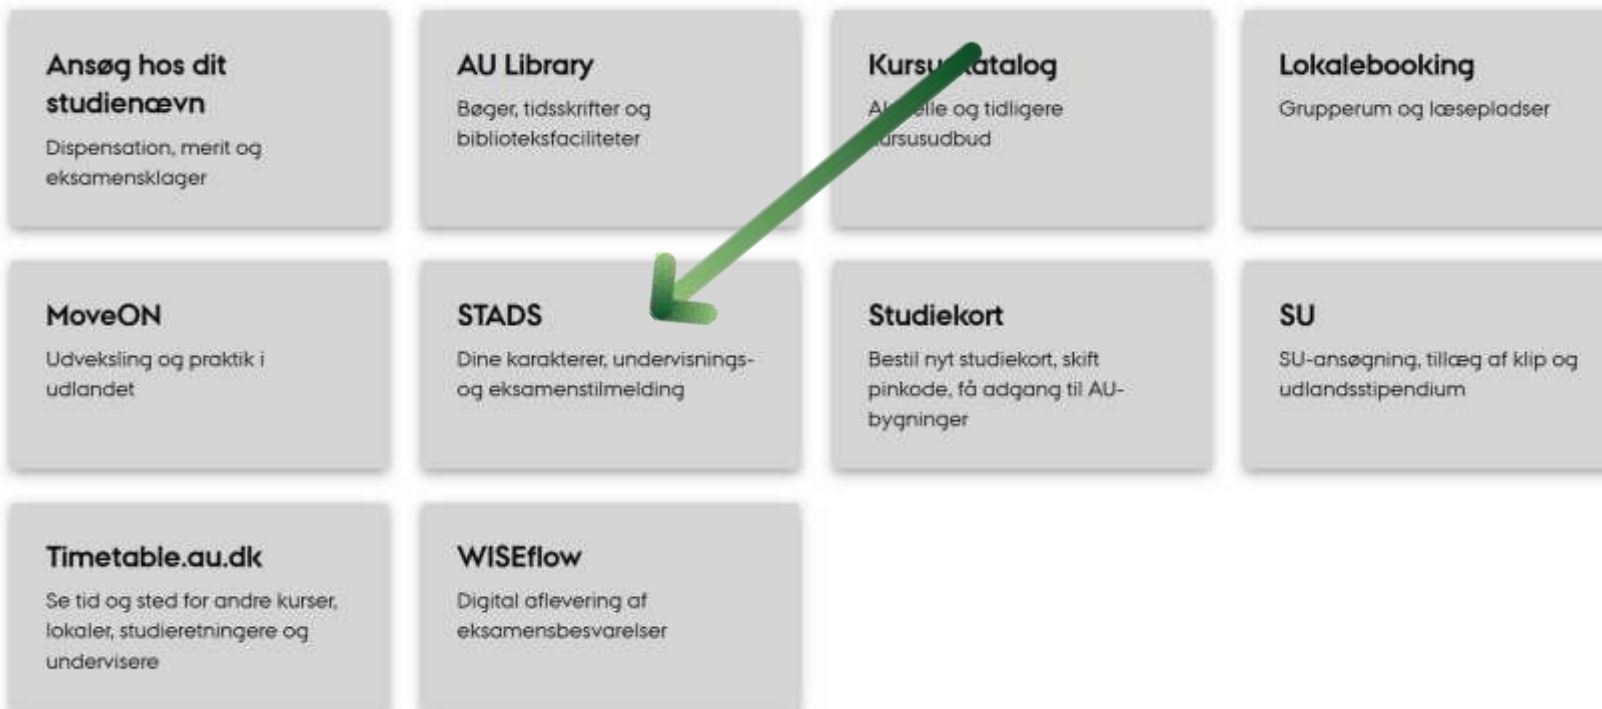 Ansøg hos dit
studienævn
Dispensation, merit og
eksamensklager
AU Library
Bøger, tidsskrifter og
biblioteksfaciliteter
og tidligere
Lokalebooking
Grupperum og læsepladser
MoveON
Udveksling og praktik i
udlandet
STADS
Dine karakterer, undervisnings-
og eksamenstilmelding
Studiekort
Bestil nyt studiekort, skift
pinkode, få adgang til AU-
bygninger
SU
SU-ansøgning, tillæg af klip og
udlandsstipendium
Timetable.au.dk
Se tid og sted for andre kurser,
lokaler, studieretningere og
undervisere
WISEflow
Digital aflevering af
eksamensbesvarelser